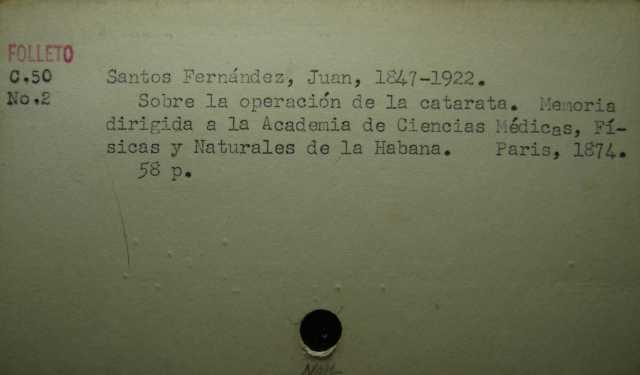 FOLLETO
C.50
No.2
Santos Fernández, Juan, 1847-1922.
Sobre la operación de la catarata. Memoria
dirigida a la Academia de Ciencias Médicas, Fí-
sicas y Naturales de la Habana. Paris, 1874.
58 p.